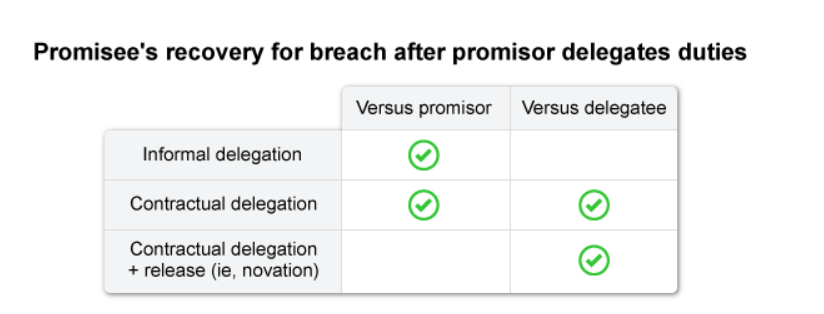 Promisee's recovery for breach after promisor delegates duties
Versus promisor Versus delegatee
Informal delegation
Contractual delegation
Contractual delegation
+ release (ie, novation)